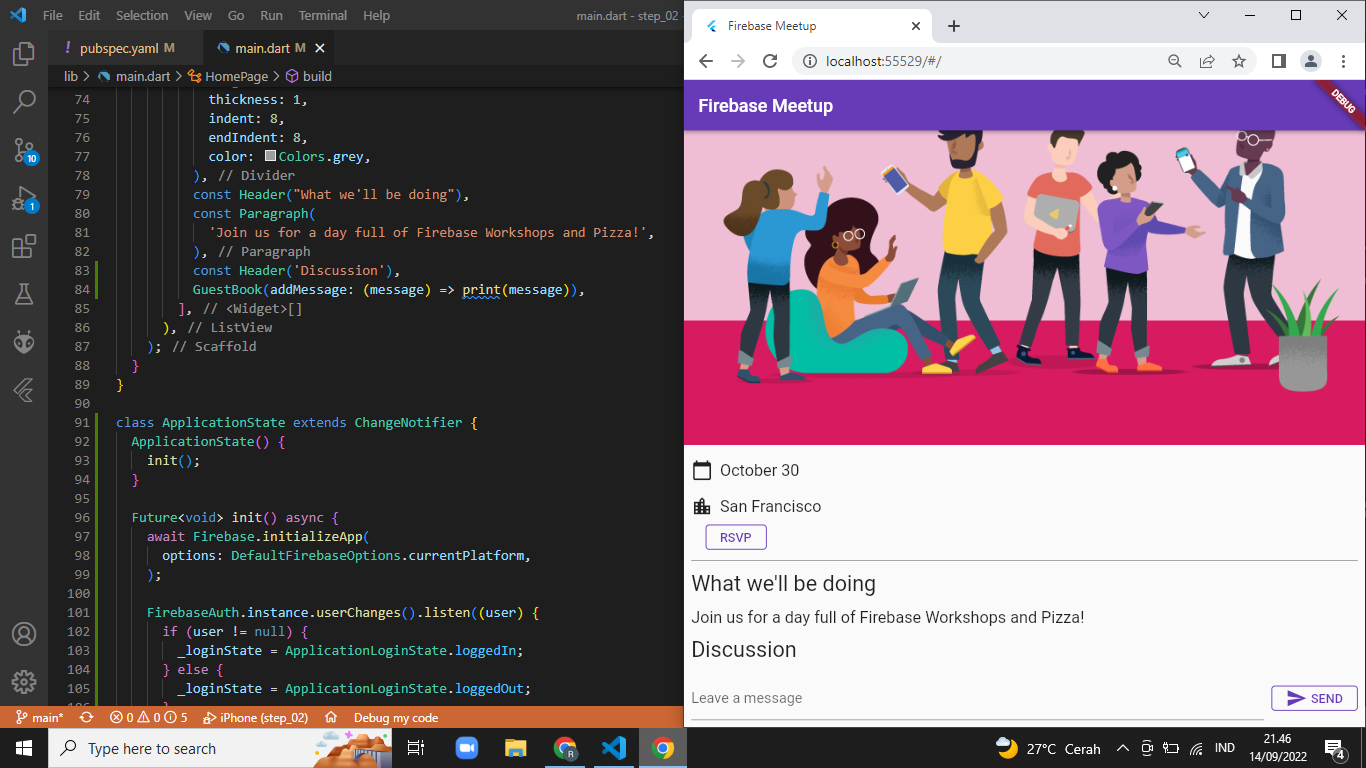 File Edit Selection View Go Run Terminal Help main.dart - step_02 -
! pubspec.yaml M main.dart M
lib > main.dart > HomePage > build
74 thickness: 1,
75 indent: 8,
76 endIndent: 8,
77 color: Colors.grey,
78 ), // Divider
79 const Header("What we'll be doing"),
80 const Paragraph(
81 'Join us for a day full of Firebase Workshops and Pizza!',
82 ), // Paragraph
83 const Header('Discussion'),
84 GuestBook(addMessage: (message) => print(message)),
85 ], // <Widget>[]
86 ), // ListView
87 ); // Scaffold
88 }
89 }
90
91 class ApplicationState extends ChangeNotifier {
92 ApplicationState() {
93 init();
94 }
95
96 Future<void> init() async {
97 await Firebase.initializeApp(
98 options: DefaultFirebaseOptions.currentPlatform,
99 );
100
101 FirebaseAuth.instance.userChanges().listen((user) {
102 if (user != null) {
103 _loginState = ApplicationLoginState.loggedIn;
104 } else {
105 _loginState = ApplicationLoginState.loggedOut;
10
1
main* 0 0 5 iPhone (step_02) Debug my code
Firebase Meetup
localhost:55529/#/
Firebase Meetup
DEBUG
October 30
San Francisco
RSVP
What we'll be doing
Join us for a day full of Firebase Workshops and Pizza!
Discussion
Leave a message SEND
Type here to search
R
27°C Cerah IND
21.46
14/09/2022
4